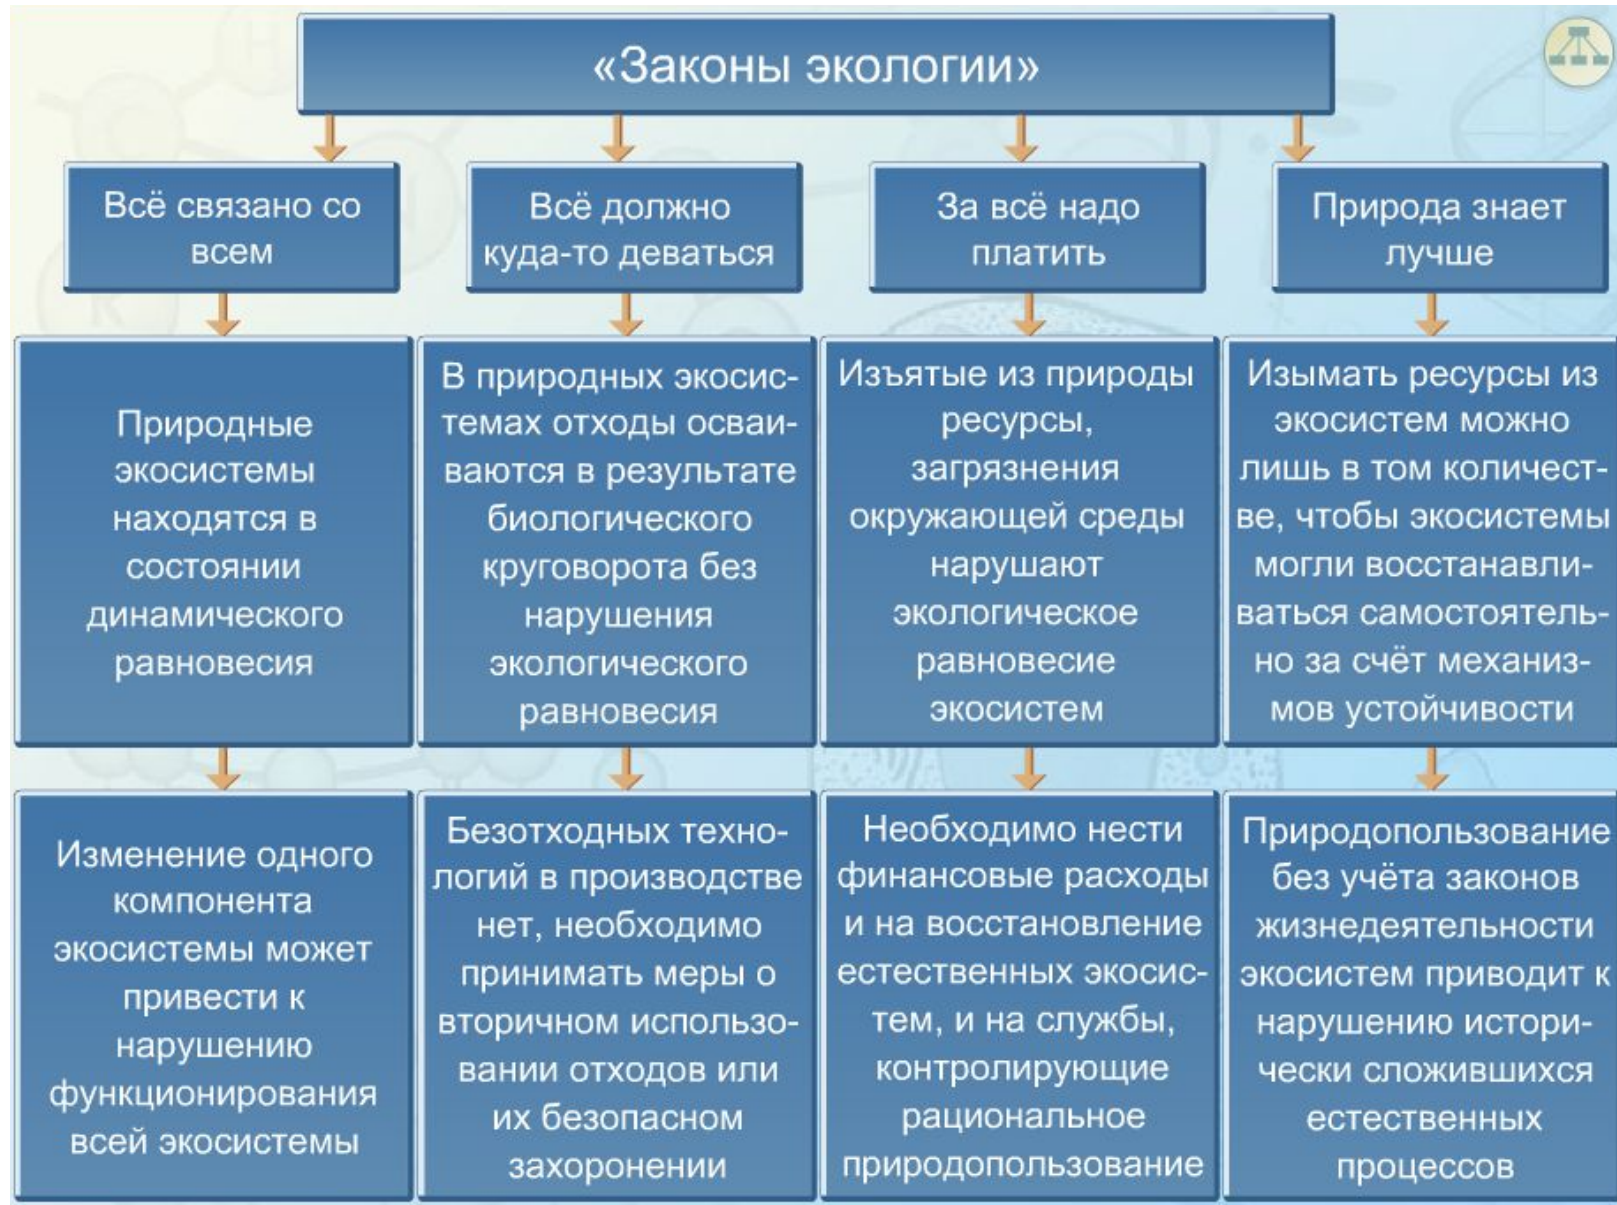 «Законы экологии»
Всё связано со
всем
Всё должно
куда-то деваться
За всё надо
платить
Природа знает
лучше
Природные
экосистемы
находятся в
состоянии
динамического
равновесия
В природных экосис-
темах отходы осваи-
ваются в результате
биологического
круговорота без
нарушения
экологического
равновесия
Изъятые из природы
ресурсы,
загрязнения
окружающей среды
нарушают
экологическое
равновесие
экосистем
Изымать ресурсы из
экосистем можно
лишь в том количест-
ве, чтобы экосистемы
могли восстанавли-
ваться самостоятель-
но за счёт механиз-
мов устойчивости
Изменение одного
компонента
экосистемы может
привести к
нарушению
функционирования
всей экосистемы
Безотходных техно-
логий в производстве
нет, необходимо
принимать меры о
вторичном использо-
вании отходов или
их безопасном
захоронении
Необходимо нести
финансовые расходы
и на восстановление
естественных экосис-
тем, и на службы,
контролирующие
рациональное
природопользование
Природопользование
без учёта законов
жизнедеятельности
экосистем приводит к
нарушению истори-
чески сложившихся
естественных
процессов